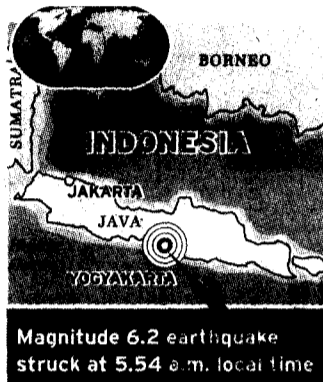 SUMATRA
BORNEO
INDONESIA
JAKARTA
JAVA
YOGYAKARTA
Magnitude 6.2 earthquake
struck at 5.54 a.m. local time